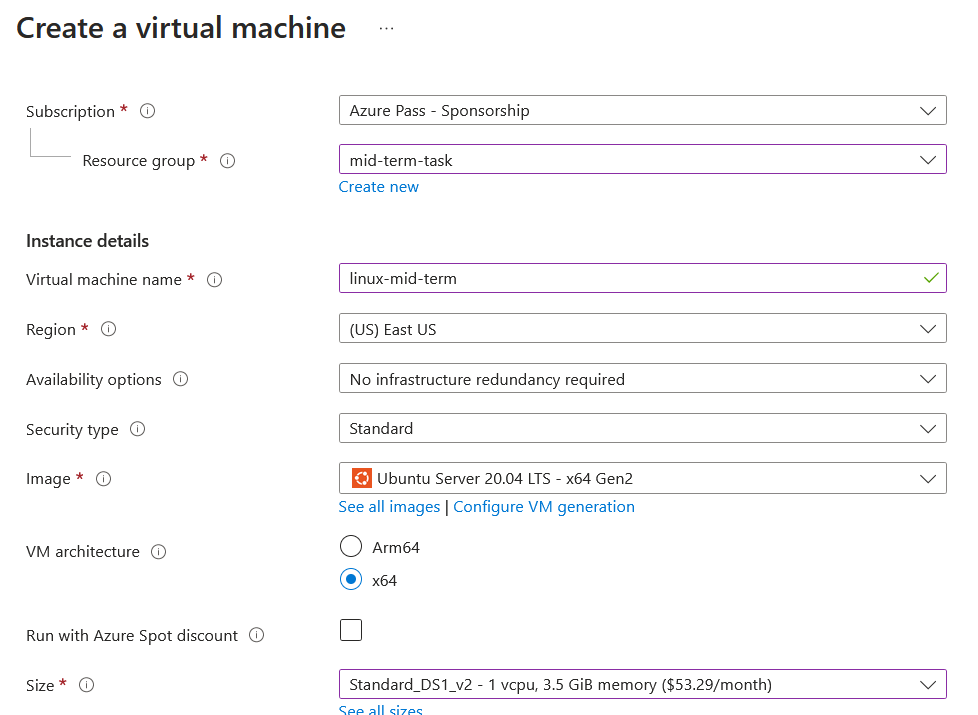 Create a virtual machine ...
Subscription * Azure Pass - Sponsorship
Resource group * mid-term-task
Create new
Instance details
Virtual machine name * linux-mid-term
Region * (US) East US
Availability options No infrastructure redundancy required
Security type Standard
Image * Ubuntu Server 20.04 LTS - x64 Gen2
See all images | Configure VM generation
VM architecture Arm64
x64
Run with Azure Spot discount
Size * Standard_DS1_v2 - 1 vcpu, 3.5 GiB memory ($53.29/month)
See all sizes